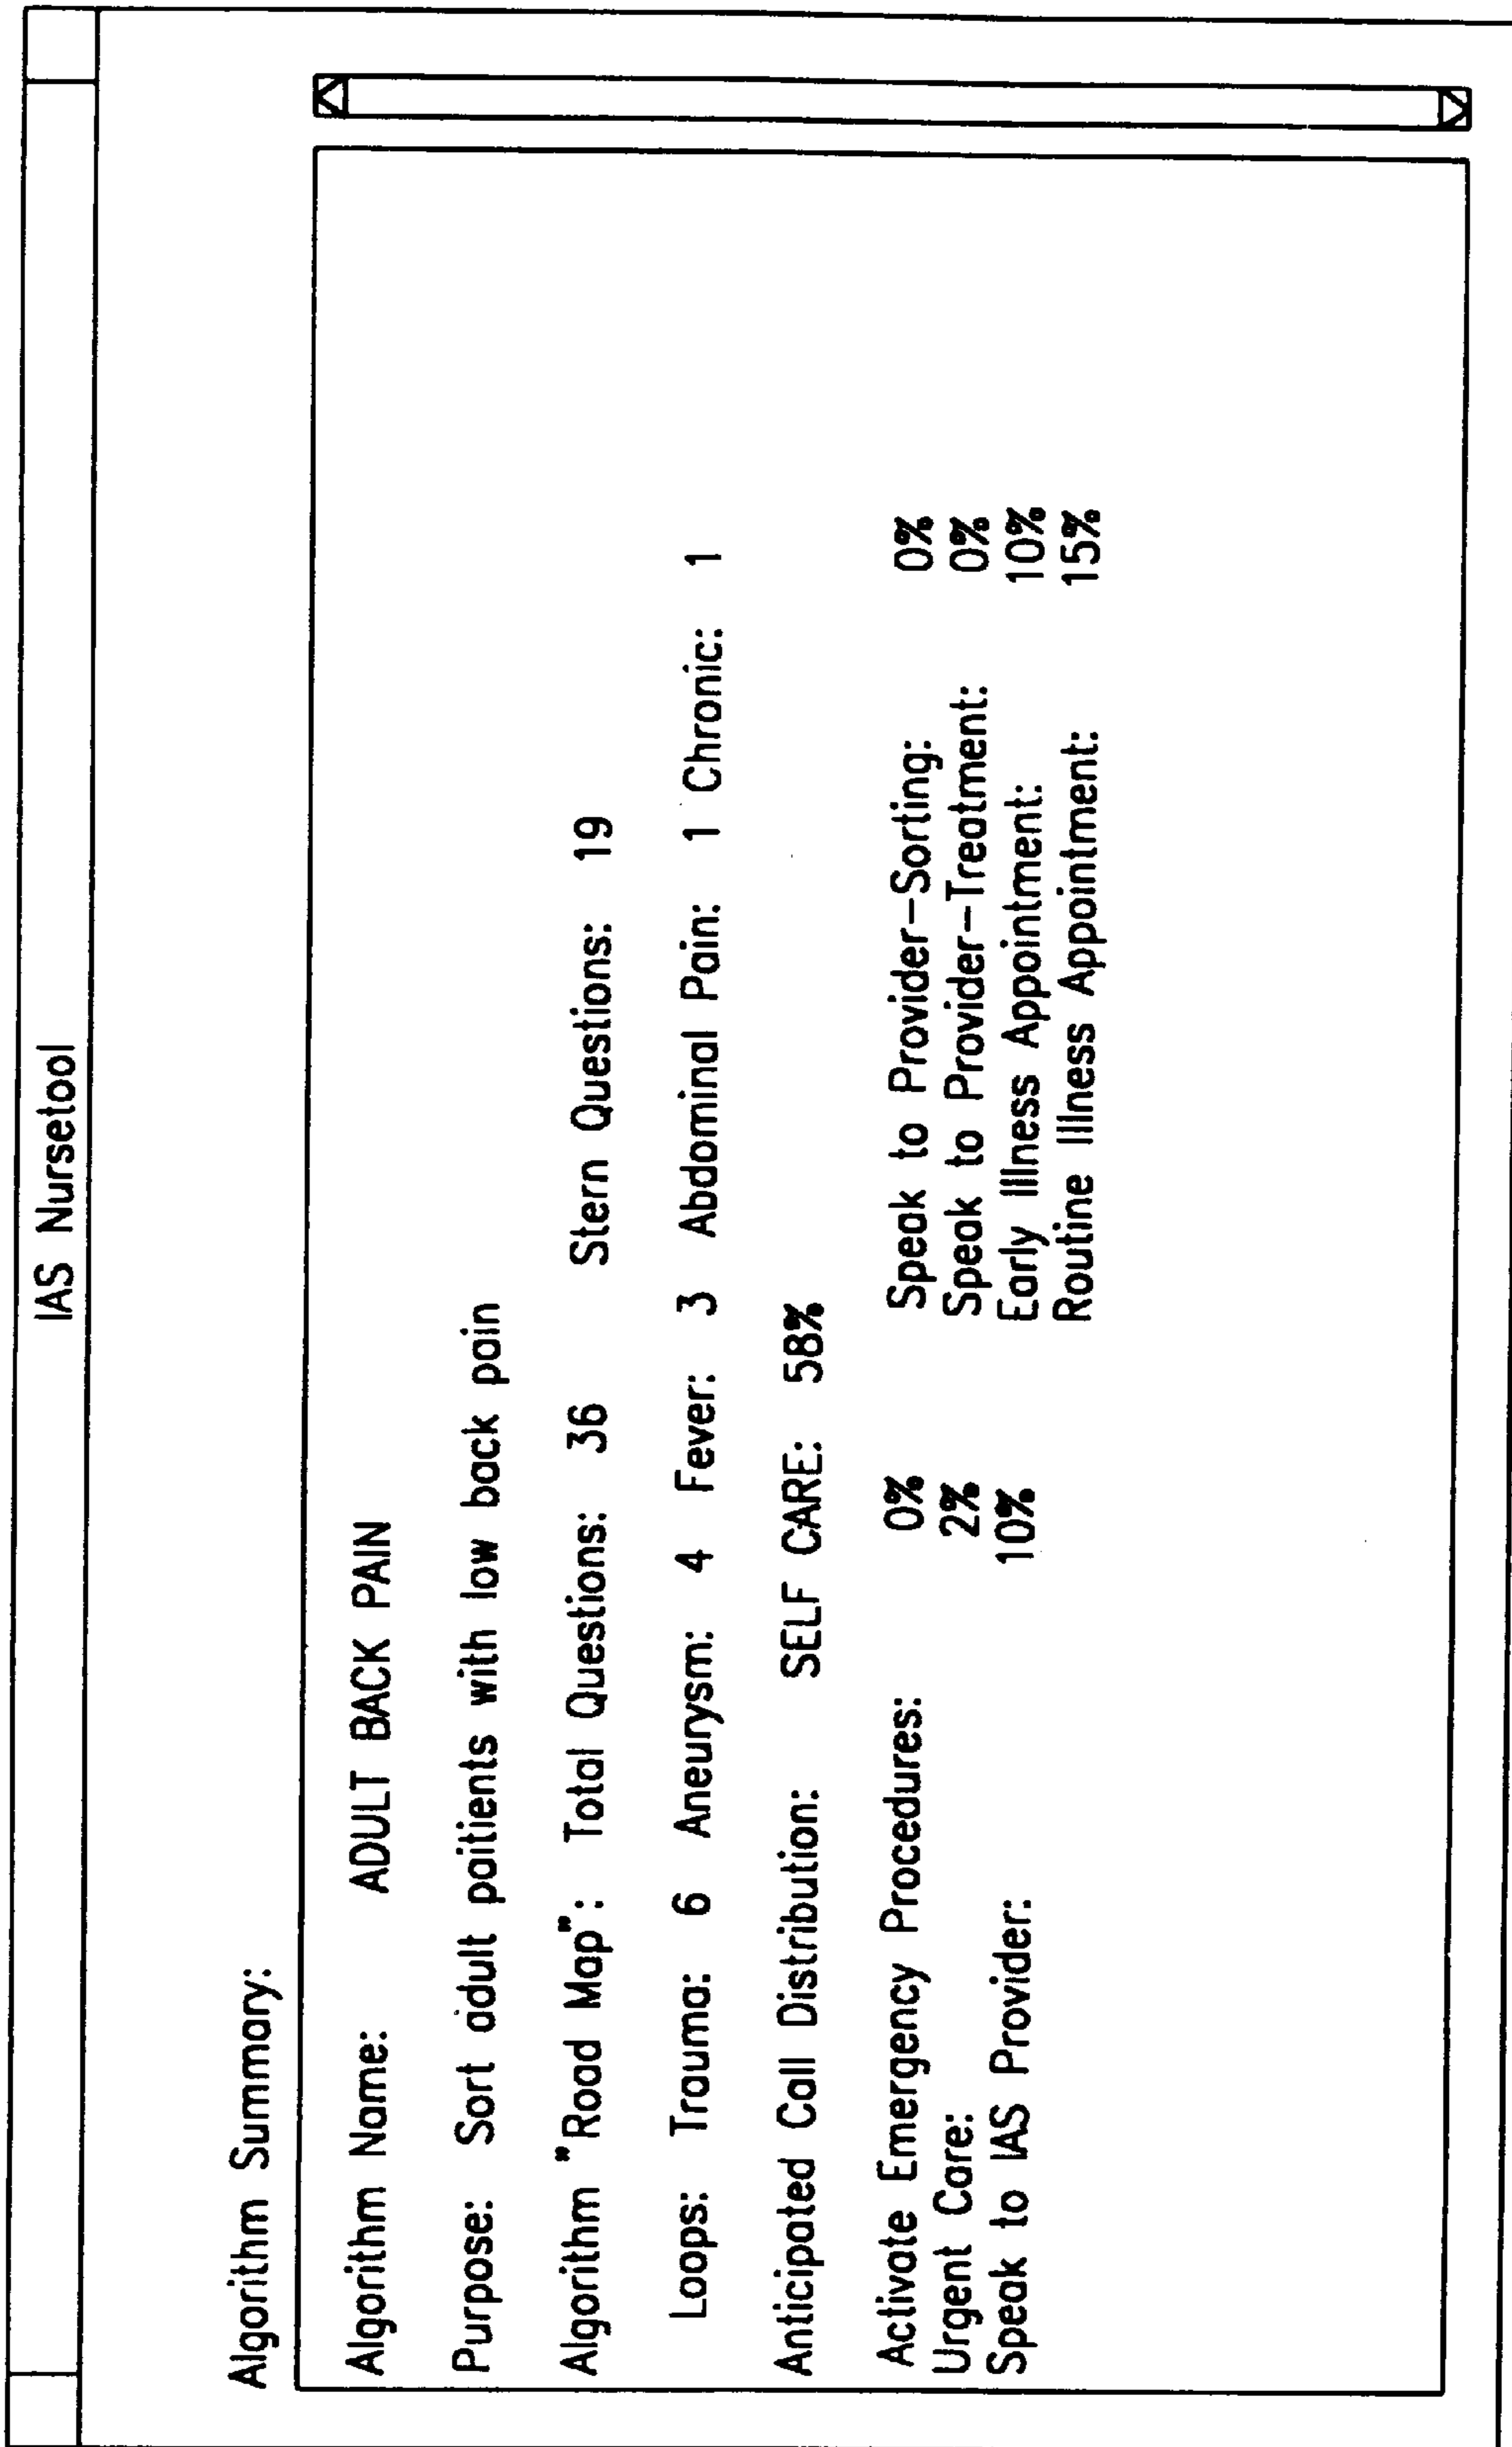 IAS Nursetool
Algorithm Summary:
Algorithm Name: ADULT BACK PAIN
Purpose: Sort adult paitients with low back pain
Algorithm "Road Map": Total Questions: 36 Stern Questions: 19
Loops: Trauma: 6 Aneurysm: 4 Fever: 3 Abdominal Pain: 1 Chronic: 1
Anticipated Call Distribution: SELF CARE: 58%
Activate Emergency Procedures: 0% Speak to Provider-Sorting: 0%
Urgent Care: 2% Speak to Provider-Treatment: 0%
Speak to IAS Provider: 10% Early Illness Appointment: 10%
Routine Illness Appointment: 15%